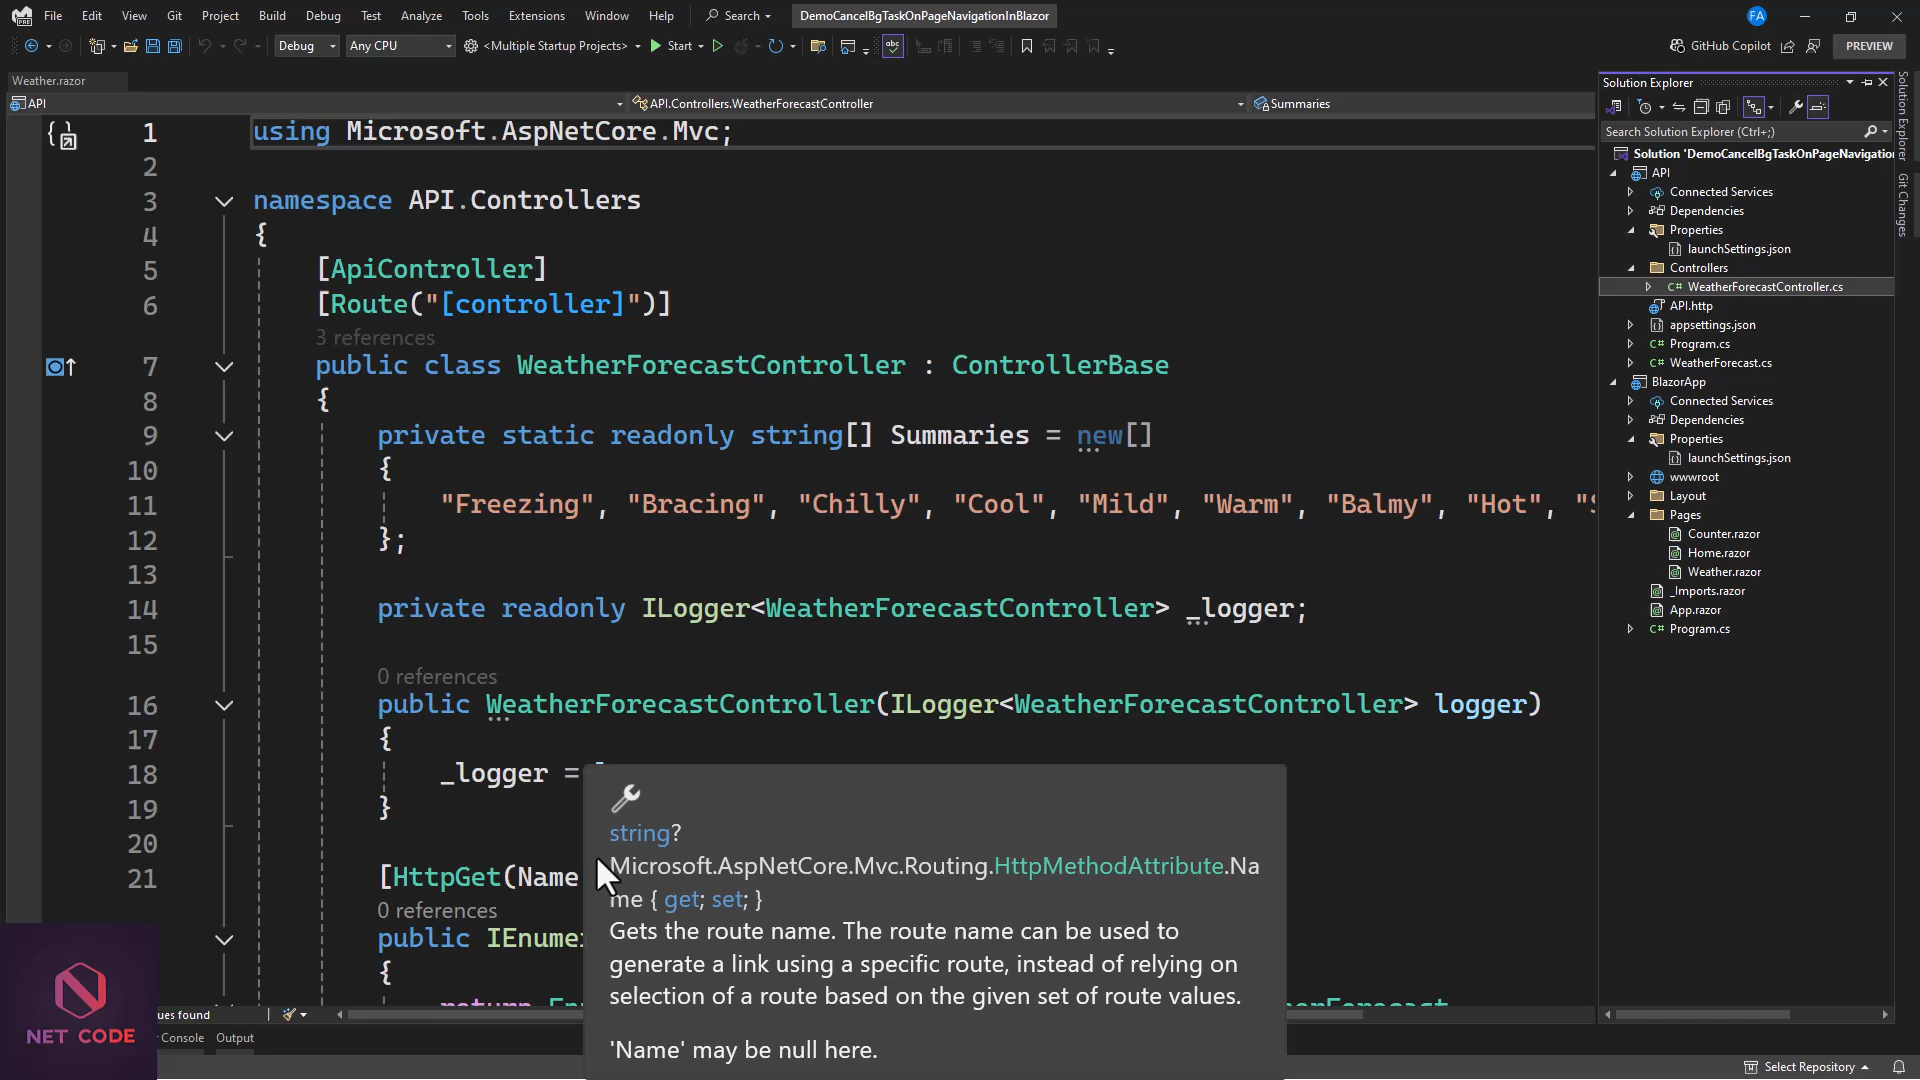 File Edit View Git Project Build Debug Test Analyze Tools Extensions Window Help Search DemoCancelBgTaskOnPageNavigationInBlazor FA
Debug Any CPU <Multiple Startup Projects> Start abc GitHub Copilot PREVIEW
Weather.razor
API API.Controllers.WeatherForecastController Summaries
1 using Microsoft.AspNetCore.Mvc;
2
3 namespace API.Controllers
4 {
5 [ApiController]
6 [Route("[controller]")]
3 references
7 public class WeatherForecastController : ControllerBase
8 {
9 private static readonly string[] Summaries = new[]
10 {
11 "Freezing", "Bracing", "Chilly", "Cool", "Mild", "Warm", "Balmy", "Hot", "S
12 };
13
14 private readonly ILogger<WeatherForecastController> _logger;
15
0 references
16 public WeatherForecastController(ILogger<WeatherForecastController> logger)
17 {
18 _logger =
19 }
20
21 [HttpGet(Name
0 references
public IEnume
{
string?
Microsoft.AspNetCore.Mvc.Routing.HttpMethodAttribute.Na
me { get; set; }
Gets the route name. The route name can be used to
generate a link using a specific route, instead of relying on
selection of a route based on the given set of route values.
'Name' may be null here.
ues found
Console Output
NET CODE
Solution Explorer
Search Solution Explorer (Ctrl+;)
Solution 'DemoCancelBgTaskOnPageNavigation
API
Connected Services
Dependencies
Properties
launchSettings.json
Controllers
C# WeatherForecastController.cs
API.http
appsettings.json
C# Program.cs
C# WeatherForecast.cs
BlazorApp
Connected Services
Dependencies
Properties
launchSettings.json
wwwroot
Layout
Pages
Counter.razor
Home.razor
Weather.razor
_Imports.razor
App.razor
C# Program.cs
Solution Explorer
Git Changes
Select Repository